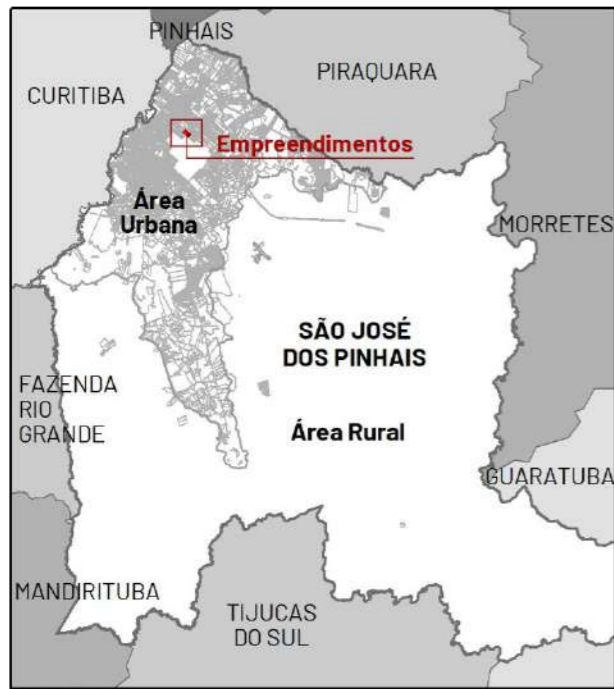 PINHAIS
PIRAQUARA
CURITIBA
Empreendimentos
Área
Urbana
MORRETES
SÃO JOSÉ
DOS PINHAIS
FAZENDA
RIO
GRANDE
Área Rural
GUARATUBA
MANDIRITUBA
TIJUCAS
DO SUL